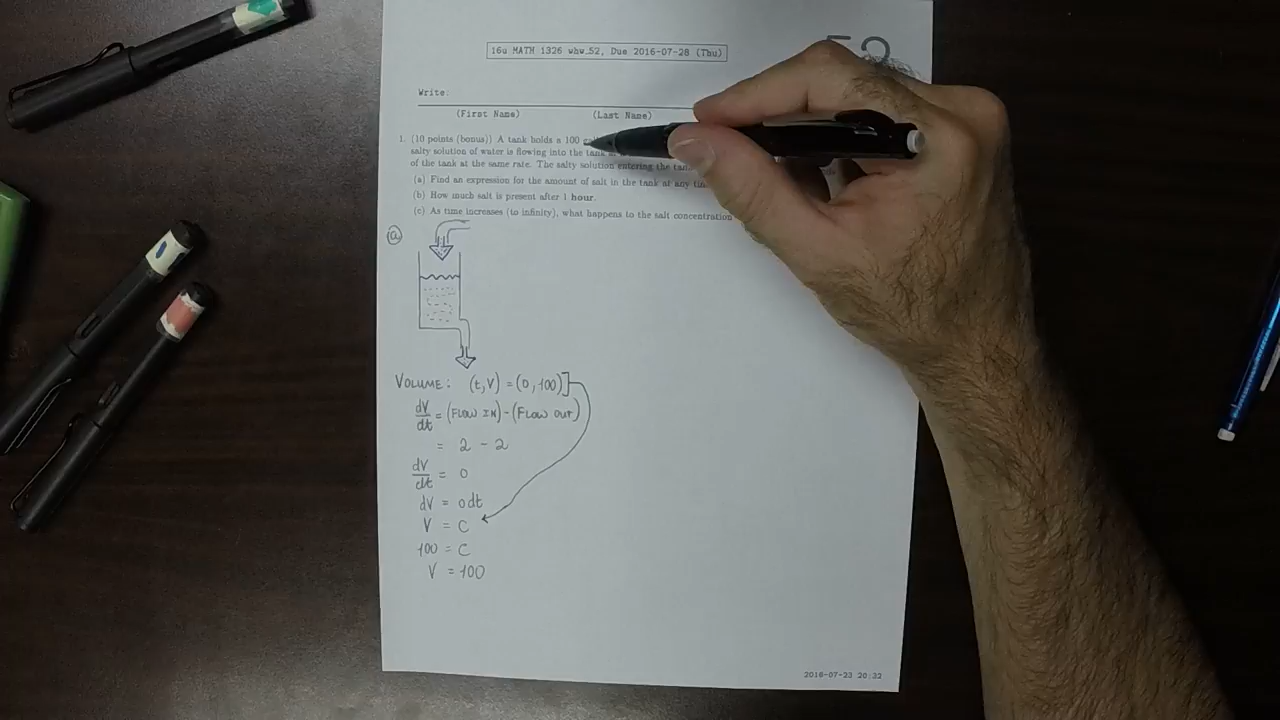 16u MATH 1326 whw_52, Due 2016-07-28 (Thu)
52
Write:
(First Name) (Last Name)
1. (10 points (bonus)) A tank holds a 100
salty solution of water is flowing into the tank
of the tank at the same rate. The salty solution entering the
(a) Find an expression for the amount of salt in the tank at any
(b) How much salt is present after 1 hour.
(c) As time increases (to infinity), what happens to the salt concentration
(a)
VOLUME: (t,V) = (0,100)]
dV/dt = (FLOW IN) - (FLOW OUT)
= 2 - 2
dV/dt = 0
dV = 0dt
V = C
100 = C
V = 100
2016-07-23 20:32